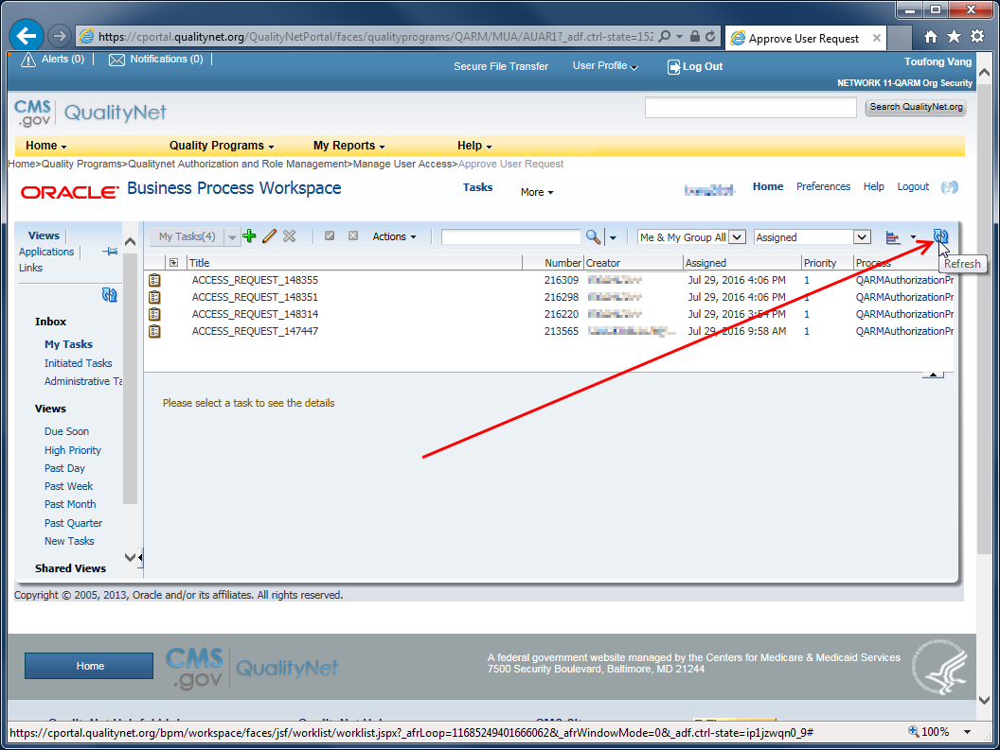 https://cportal.qualitynet.org/QualityNetPortal/faces/qualityprograms/QARM/MUA/AUAR1?_adf.ctrl-state=152
Approve User Request
Alerts (0)
Notifications (0)
Secure File Transfer
User Profile
Log Out
Toufong Vang
NETWORK 11-QARM Org Security
CMS
.gov
QualityNet
Search QualityNet.org
Home
Quality Programs
My Reports
Help
Home>Quality Programs>Qualitynet Authorization and Role Management>Manage User Access>Approve User Request
ORACLE
Business Process Workspace
Tasks
More
Home
Preferences
Help
Logout
Views
Applications
Links
My Tasks(4)
Actions
Me & My Group All
Assigned
Refresh
Title Number Creator Assigned Priority Process
ACCESS_REQUEST_148355 216309 Jul 29, 2016 4:06 PM 1 QARMAuthorizationPr
ACCESS_REQUEST_148351 216298 Jul 29, 2016 4:06 PM 1 QARMAuthorizationPr
ACCESS_REQUEST_148314 216220 Jul 29, 2016 3:54 PM 1 QARMAuthorizationPr
ACCESS_REQUEST_147447 213565 Jul 29, 2016 9:58 AM 1 QARMAuthorizationPr
Inbox
My Tasks
Initiated Tasks
Administrative Ta
Views
Due Soon
High Priority
Past Day
Past Week
Past Month
Past Quarter
New Tasks
Shared Views
Please select a task to see the details
Copyright © 2005, 2013, Oracle and/or its affiliates. All rights reserved.
Home
CMS
.gov
QualityNet
A federal government website managed by the Centers for Medicare & Medicaid Services
7500 Security Boulevard, Baltimore, MD 21244
https://cportal.qualitynet.org/bpm/workspace/faces/jsf/worklist/worklist.jspx?_afrLoop=11685249401666062&_afrWindowMode=0&_adf.ctrl-state=ip1jzwqn0_9#
100%